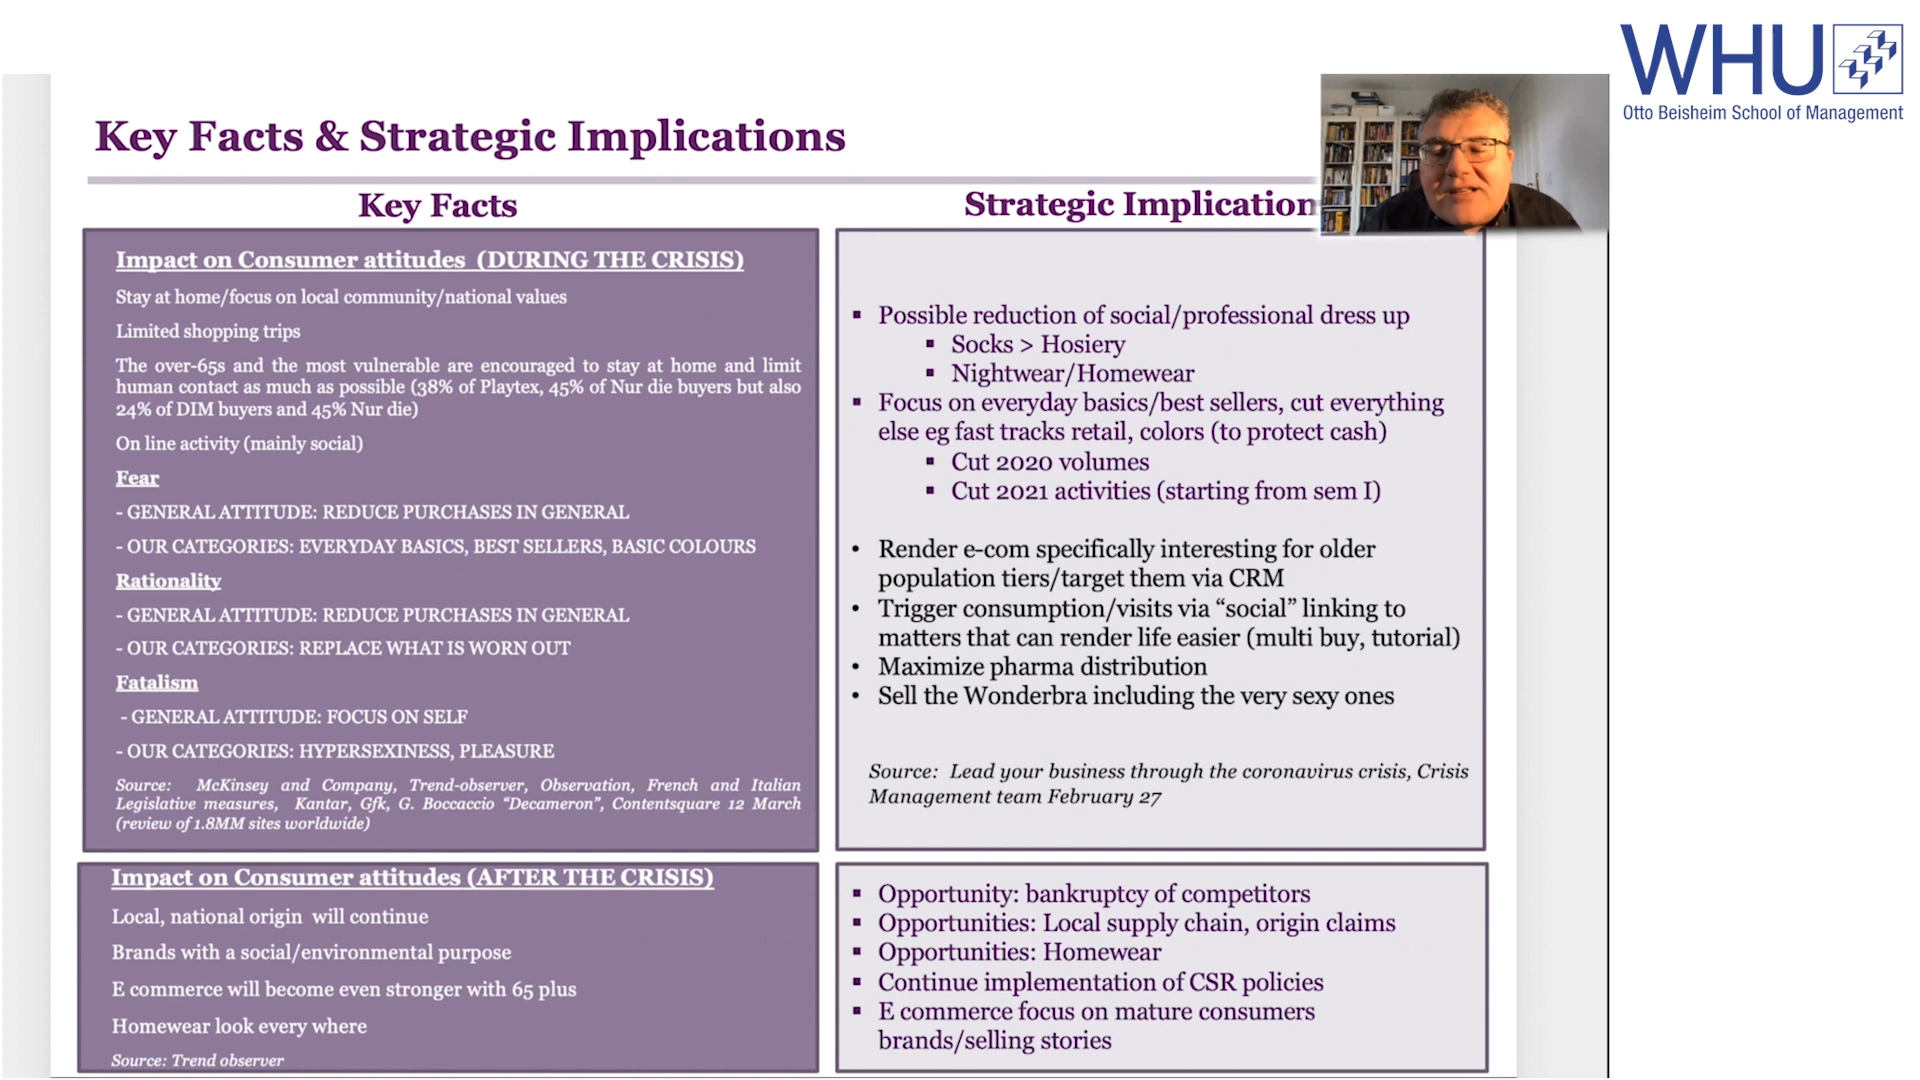 WHU
Otto Beisheim School of Management
Key Facts & Strategic Implications
Key Facts
Impact on Consumer attitudes (DURING THE CRISIS)
Stay at home/focus on local community/national values
Limited shopping trips
The over-65s and the most vulnerable are encouraged to stay at home and limit
human contact as much as possible (38% of Playtex, 45% of Nur die buyers but also
24% of DIM buyers and 45% Nur die)
On line activity (mainly social)
Fear
- GENERAL ATTITUDE: REDUCE PURCHASES IN GENERAL
- OUR CATEGORIES: EVERYDAY BASICS, BEST SELLERS, BASIC COLOURS
Rationality
- GENERAL ATTITUDE: REDUCE PURCHASES IN GENERAL
- OUR CATEGORIES: REPLACE WHAT IS WORN OUT
Fatalism
- GENERAL ATTITUDE: FOCUS ON SELF
- OUR CATEGORIES: HYPERSEXINESS, PLEASURE
Source: McKinsey and Company, Trend-observer, Observation, French and Italian
Legislative measures, Kantar, Gfk, G. Boccaccio “Decameron”, Contentsquare 12 March
(review of 1.8MM sites worldwide)
Strategic Implication
▪ Possible reduction of social/professional dress up
▪ Socks > Hosiery
▪ Nightwear/Homewear
▪ Focus on everyday basics/best sellers, cut everything
else eg fast tracks retail, colors (to protect cash)
▪ Cut 2020 volumes
▪ Cut 2021 activities (starting from sem I)
• Render e-com specifically interesting for older
population tiers/target them via CRM
• Trigger consumption/visits via “social” linking to
matters that can render life easier (multi buy, tutorial)
• Maximize pharma distribution
• Sell the Wonderbra including the very sexy ones
Source: Lead your business through the coronavirus crisis, Crisis
Management team February 27
Impact on Consumer attitudes (AFTER THE CRISIS)
Local, national origin will continue
Brands with a social/environmental purpose
E commerce will become even stronger with 65 plus
Homewear look every where
Source: Trend observer
▪ Opportunity: bankruptcy of competitors
▪ Opportunities: Local supply chain, origin claims
▪ Opportunities: Homewear
▪ Continue implementation of CSR policies
▪ E commerce focus on mature consumers
brands/selling stories